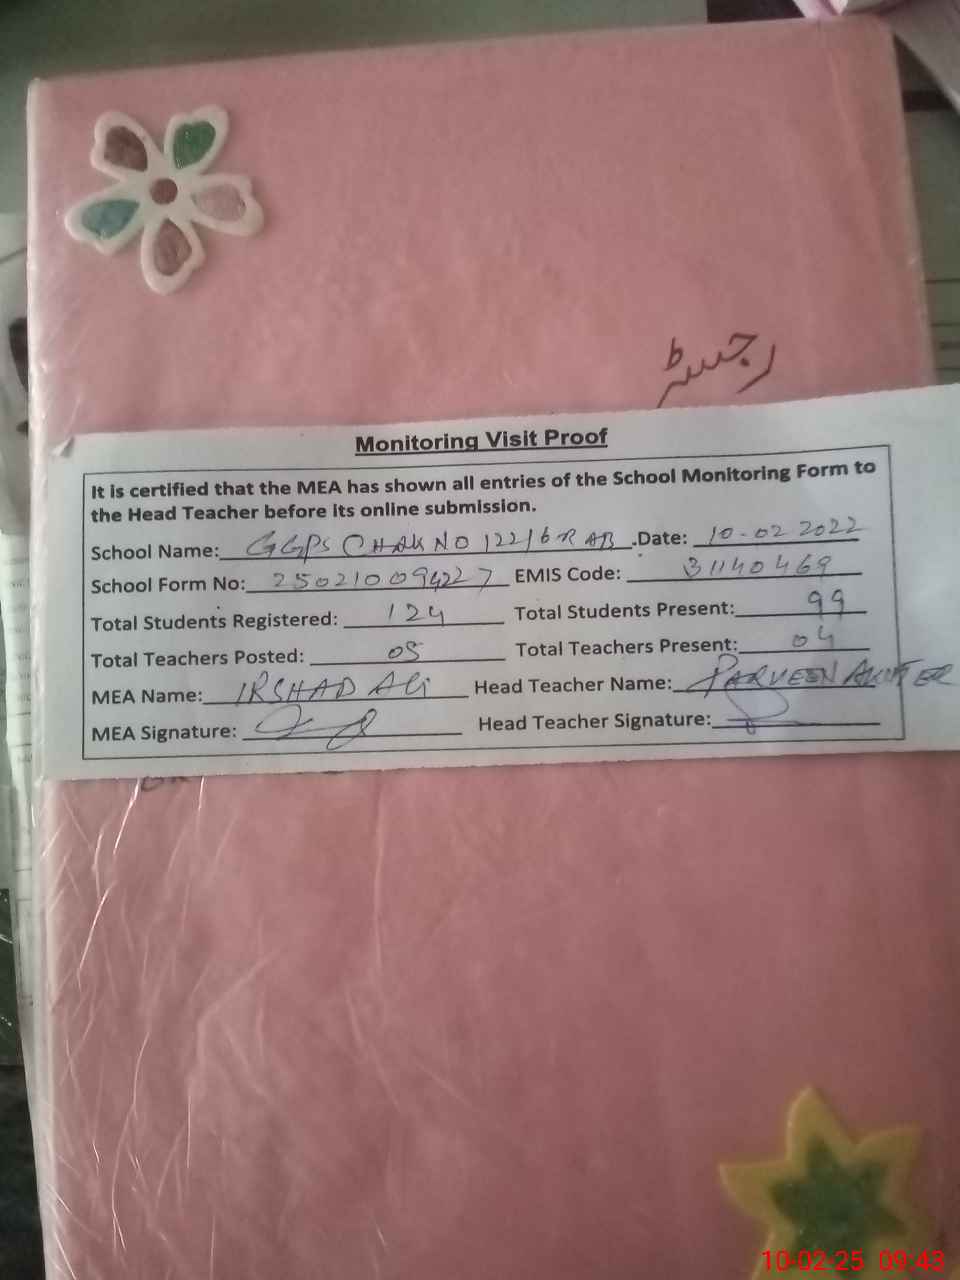 رجسٹر
Monitoring Visit Proof
It is certified that the MEA has shown all entries of the School Monitoring Form to
the Head Teacher before its online submission.
School Name: GGPS CHAK NO 122/6R AB .Date: 10-02 2022
School Form No: 250210094227 EMIS Code: 31140469
Total Students Registered: 124 Total Students Present: 99
Total Teachers Posted: 05 Total Teachers Present: 04
MEA Name: IRSHAD Ali Head Teacher Name: PARVEEN AKHTER
MEA Signature: Head Teacher Signature:
10-02-25 09:43